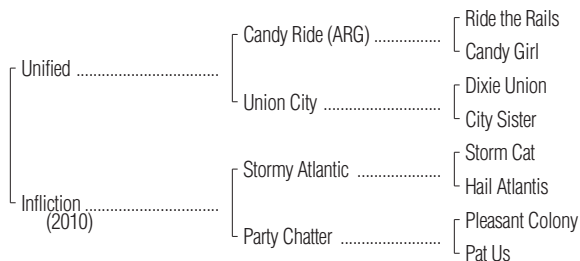 Ride the Rails
Candy Ride (ARG) ..................
Candy Girl
Unified ................................
Dixie Union
Union City ..........................
City Sister
Storm Cat
Stormy Atlantic ....................
Hail Atlantis
Infliction ..............................
(2010)
Pleasant Colony
Party Chatter ......................
Pat Us